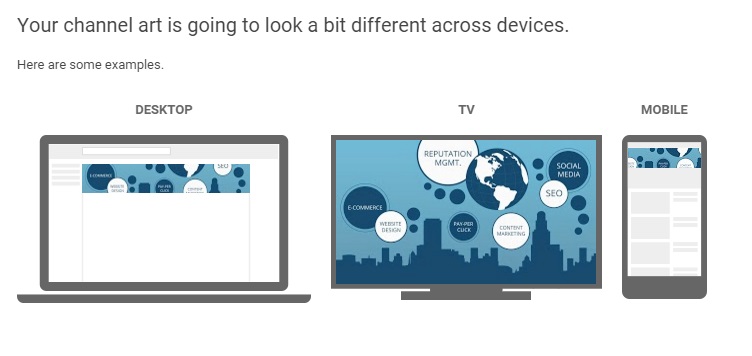 Your channel art is going to look a bit different across devices.
Here are some examples.
DESKTOP
TV
MOBILE
E-COMMERCE
WEBSITE
DESIGN
PAY-PER
CLICK
CONTENT
SEO
REPUTATION
MGMT.
SOCIAL
MEDIA
SEO
E-COMMERCE
WEBSITE
DESIGN
PAY-PER
CLICK
CONTENT
MARKETING